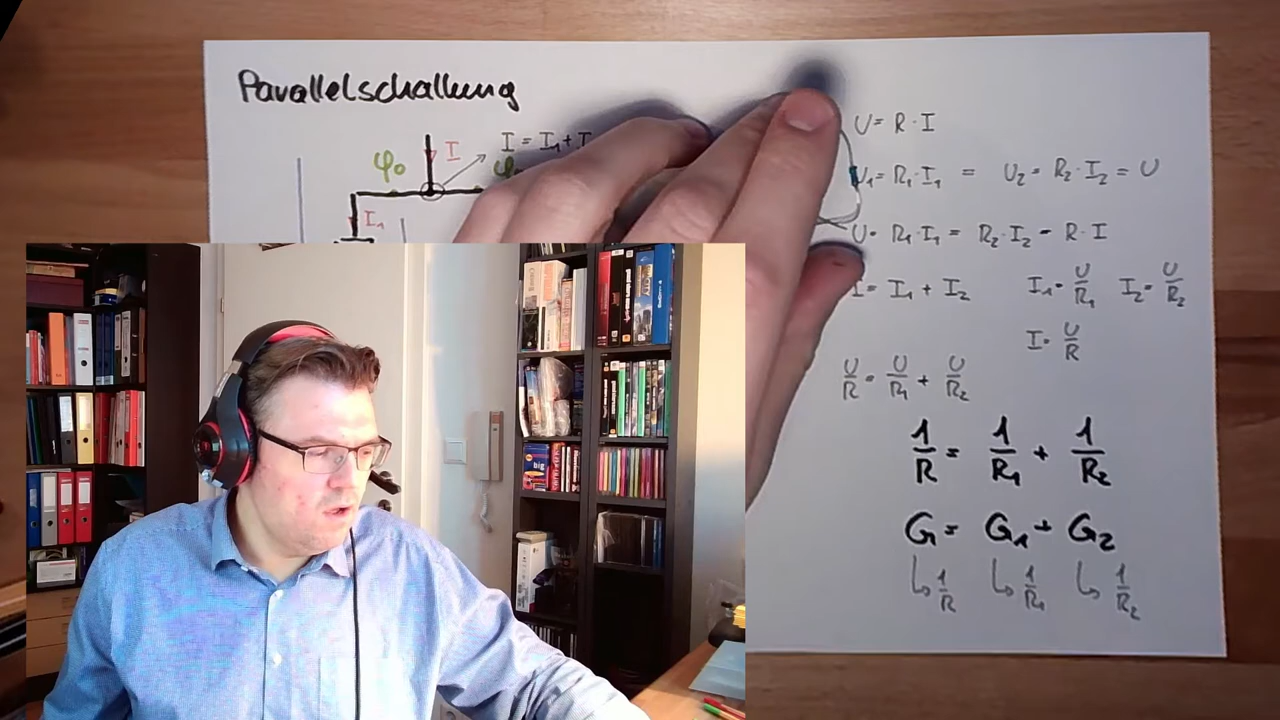 Parallelschaltung
φ₀ I I = I₁ + I
I₁
U = R · I
U₁ = R₁ · I₁ = U₂ = R₂ · I₂ = U
U = R₁ · I₁ = R₂ · I₂ = R · I
I = I₁ + I₂ I₁ = U/R₁ I₂ = U/R₂
I = U/R
U/R = U/R₁ + U/R₂
1/R = 1/R₁ + 1/R₂
G = G₁ + G₂
↳ 1/R ↳ 1/R₁ ↳ 1/R₂
big